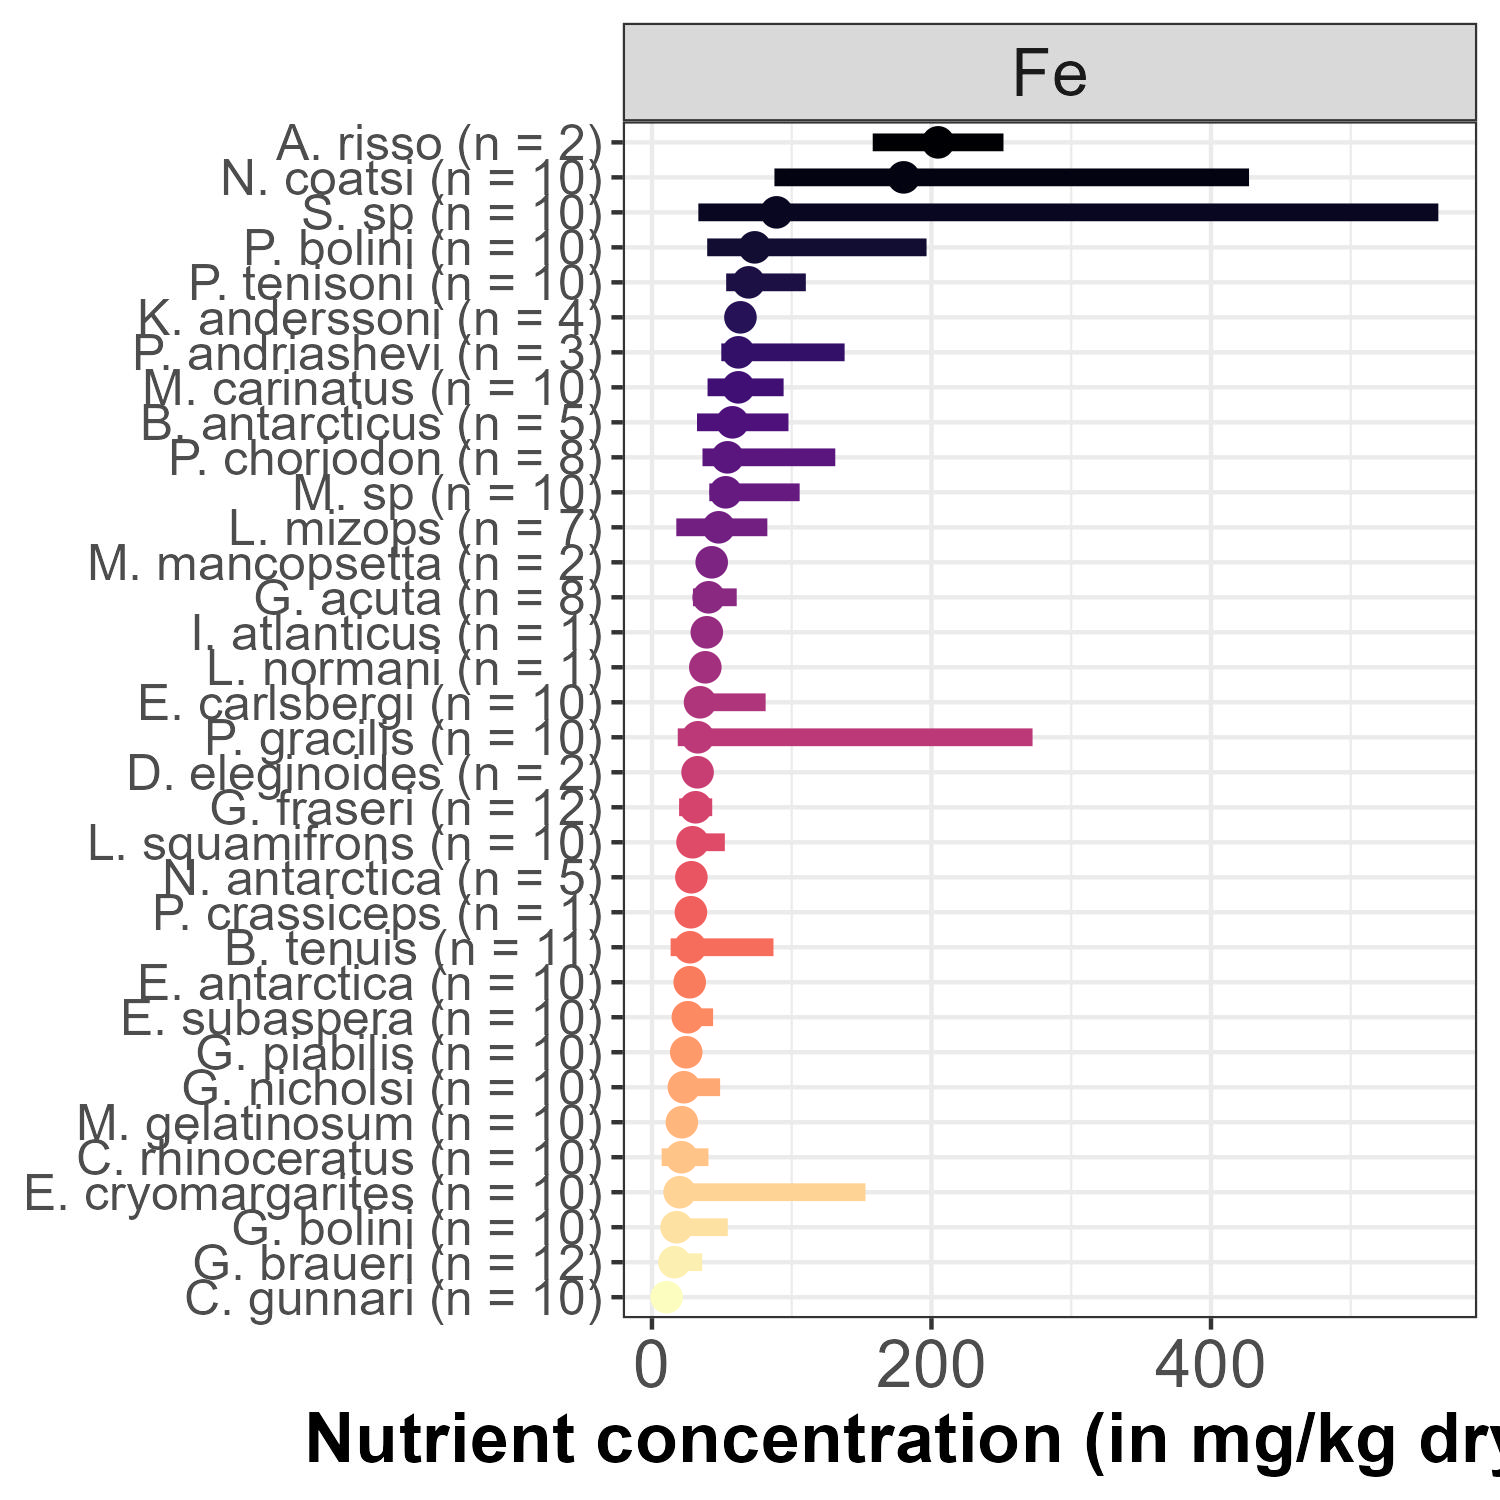 Fe
A. risso (n = 2)
N. coatsi (n = 10)
S. sp (n = 10)
P. bolini (n = 10)
P. tenisoni (n = 10)
K. anderssoni (n = 4)
P. andriashevi (n = 3)
M. carinatus (n = 10)
B. antarcticus (n = 5)
P. choriodon (n = 8)
M. sp (n = 10)
L. mizops (n = 7)
M. mancopsetta (n = 2)
G. acuta (n = 8)
I. atlanticus (n = 1)
L. normani (n = 1)
E. carlsbergi (n = 10)
P. gracilis (n = 10)
D. eleginoides (n = 2)
G. fraseri (n = 12)
L. squamifrons (n = 10)
N. antarctica (n = 5)
P. crassiceps (n = 1)
B. tenuis (n = 11)
E. antarctica (n = 10)
E. subaspera (n = 10)
G. piabilis (n = 10)
G. nicholsi (n = 10)
M. gelatinosum (n = 10)
C. rhinoceratus (n = 10)
E. cryomargarites (n = 10)
G. bolini (n = 10)
G. braueri (n = 12)
C. gunnari (n = 10)
0 200 400
Nutrient concentration (in mg/kg dry